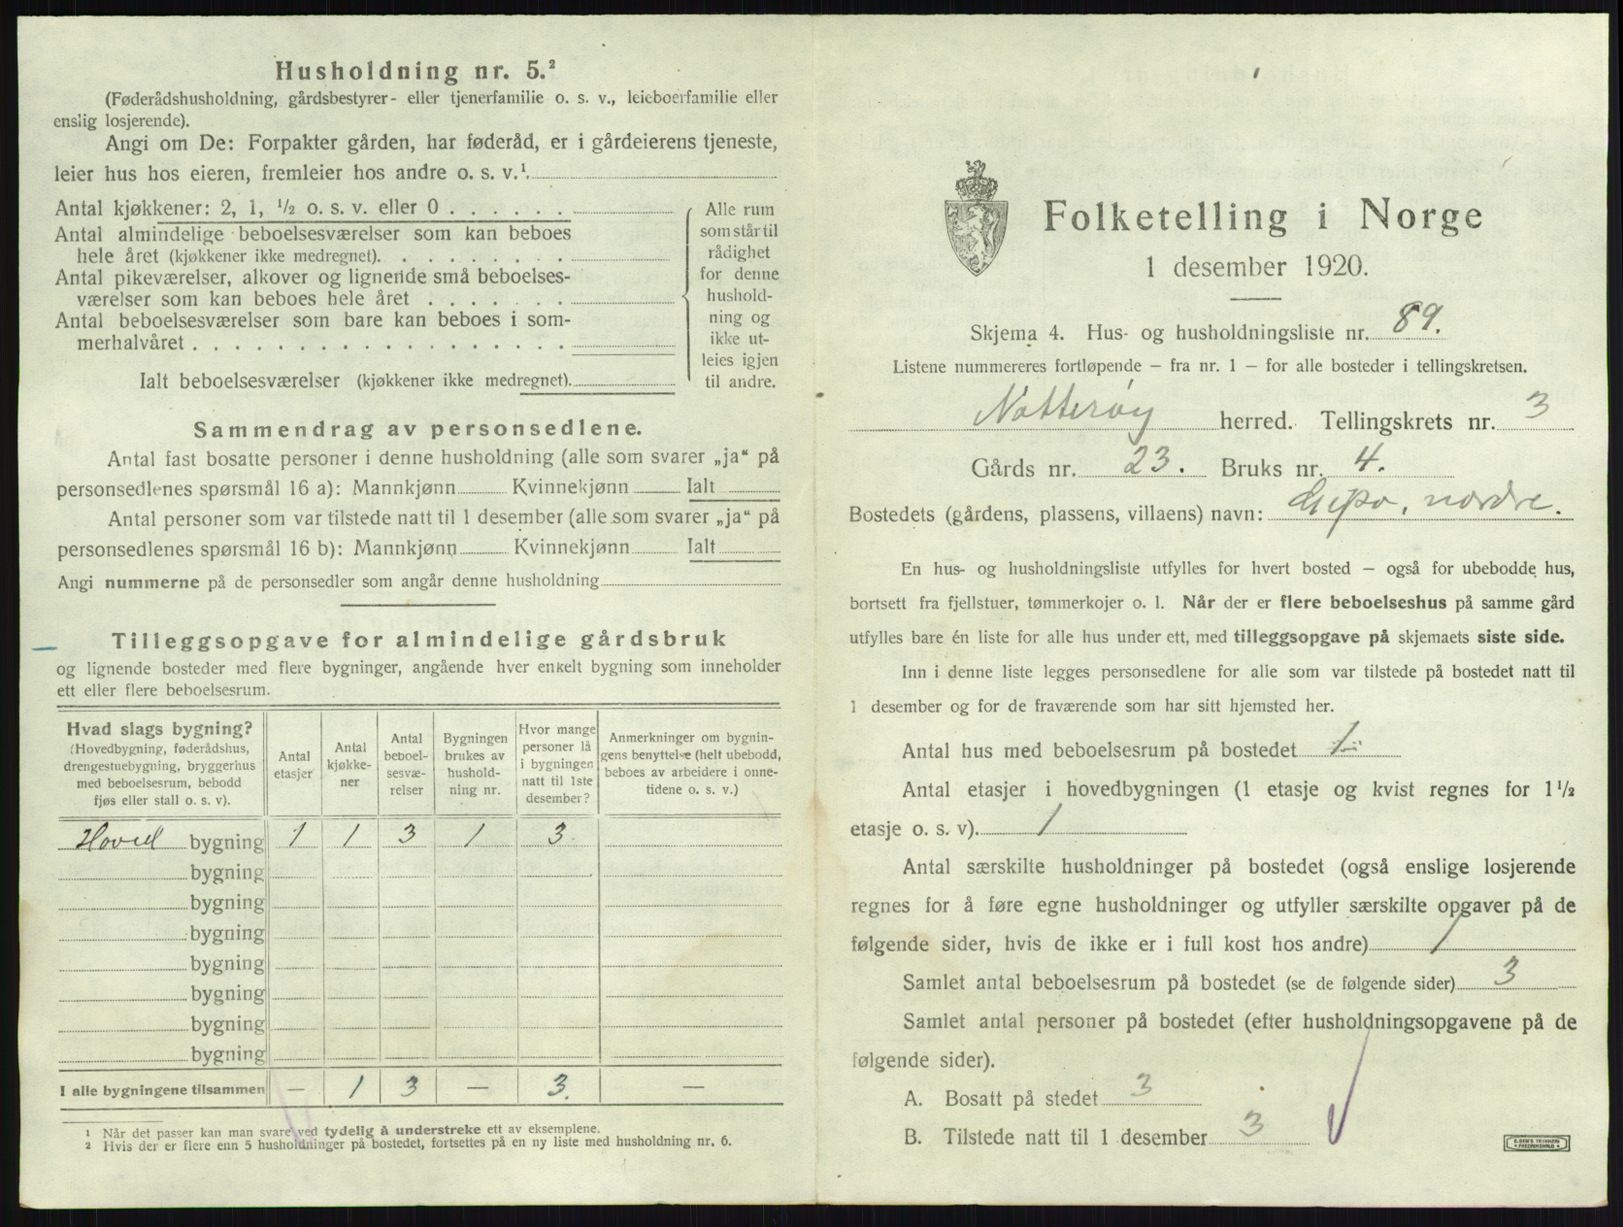 Husholdning nr. 5.²
(Føderådshusholdning, gårdsbestyrer- eller tjenerfamilie o. s. v., leieboerfamilie eller
enslig losjerende).
Angi om De: Forpakter gården, har føderåd, er i gårdeierens tjeneste,
leier hus hos eieren, fremleier hos andre o. s. v.¹
Antal kjøkkener: 2, 1, ½ o. s. v. eller 0
Antal almindelige beboelsesværelser som kan beboes
hele året (kjøkkener ikke medregnet).
Antal pikeværelser, alkover og lignende små beboelses-
værelser som kan beboes hele året
Antal beboelsesværelser som bare kan beboes i som-
merhalvåret
Ialt beboelsesværelser (kjøkkener ikke medregnet).
Alle rum
som står til
rådighet
for denne
hushold-
ning og
ikke ut-
leies igjen
til andre.
Sammendrag av personsedlene.
Antal fast bosatte personer i denne husholdning (alle som svarer „ja“ på
personsedlenes spørsmål 16 a): Mannkjønn Kvinnekjønn Ialt
Antal personer som var tilstede natt til 1 desember (alle som svarer „ja“ på
personsedlenes spørsmål 16 b): Mannkjønn Kvinnekjønn Ialt
Angi nummerne på de personsedler som angår denne husholdning
Tilleggsopgave for almindelige gårdsbruk
og lignende bosteder med flere bygninger, angående hver enkelt bygning som inneholder
ett eller flere beboelsesrum.
Hvad slags bygning?
(Hovedbygning, føderådshus,
drengestuebygning, bryggerhus
med beboelsesrum, bebodd
fjøs eller stall o. s. v).
Antal
etasjer
Antal
kjøkke-
ner
Antal
beboel-
sesvæ-
relser
Bygningen
brukes av
hushold-
ning nr.
Hvor mange
personer lå
i bygningen
natt til 1ste
desember?
Anmerkninger om bygnin-
gens benyttelse (helt ubebodd,
beboes av arbeidere i onne-
tidene o. s. v.)
Hoved bygning 1 1 3 1 3
bygning
bygning
bygning
bygning
bygning
bygning
bygning
I alle bygningene tilsammen — 1 3 — 3. —
¹ Når det passer kan man svare ved tydelig å understreke ett av eksemplene.
² Hvis der er flere enn 5 husholdninger på bostedet, fortsettes på en ny liste med husholdning nr. 6.
Folketelling i Norge
1 desember 1920.
Skjema 4. Hus- og husholdningsliste nr. 89.
Listene nummereres fortløpende — fra nr. 1 — for alle bosteder i tellingskretsen.
Nøtterøy herred. Tellingskrets nr. 3
Gårds nr. 23. Bruks nr. 4.
Bostedets (gårdens, plassens, villaens) navn: Gipø, nordre.
En hus- og husholdningsliste utfylles for hvert bosted — også for ubebodde hus,
bortsett fra fjellstuer, tømmerkojer o. l. Når der er flere beboelseshus på samme gård
utfylles bare én liste for alle hus under ett, med tilleggsopgave på skjemaets siste side.
Inn i denne liste legges personsedlene for alle som var tilstede på bostedet natt til
1 desember og for de fraværende som har sitt hjemsted her.
Antal hus med beboelsesrum på bostedet 1
Antal etasjer i hovedbygningen (1 etasje og kvist regnes for 1½
etasje o. s. v). 1
Antal særskilte husholdninger på bostedet (også enslige losjerende
regnes for å føre egne husholdninger og utfyller særskilte opgaver på de
følgende sider, hvis de ikke er i full kost hos andre) 1
Samlet antal beboelsesrum på bostedet (se de følgende sider) 3
Samlet antal personer på bostedet (efter husholdningsopgavene på de
følgende sider).
A. Bosatt på stedet 3
B. Tilstede natt til 1 desember 3